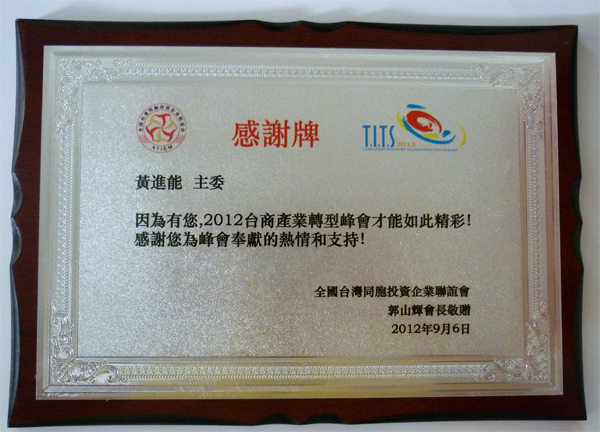 感謝牌
T.I.T.S
2012
ATIEM
黃進能 主委
因為有您,2012台商產業轉型峰會才能如此精彩!
感謝您為峰會奉獻的熱情和支持!
全國台灣同胞投資企業聯誼會
郭山輝會長敬贈
2012年9月6日